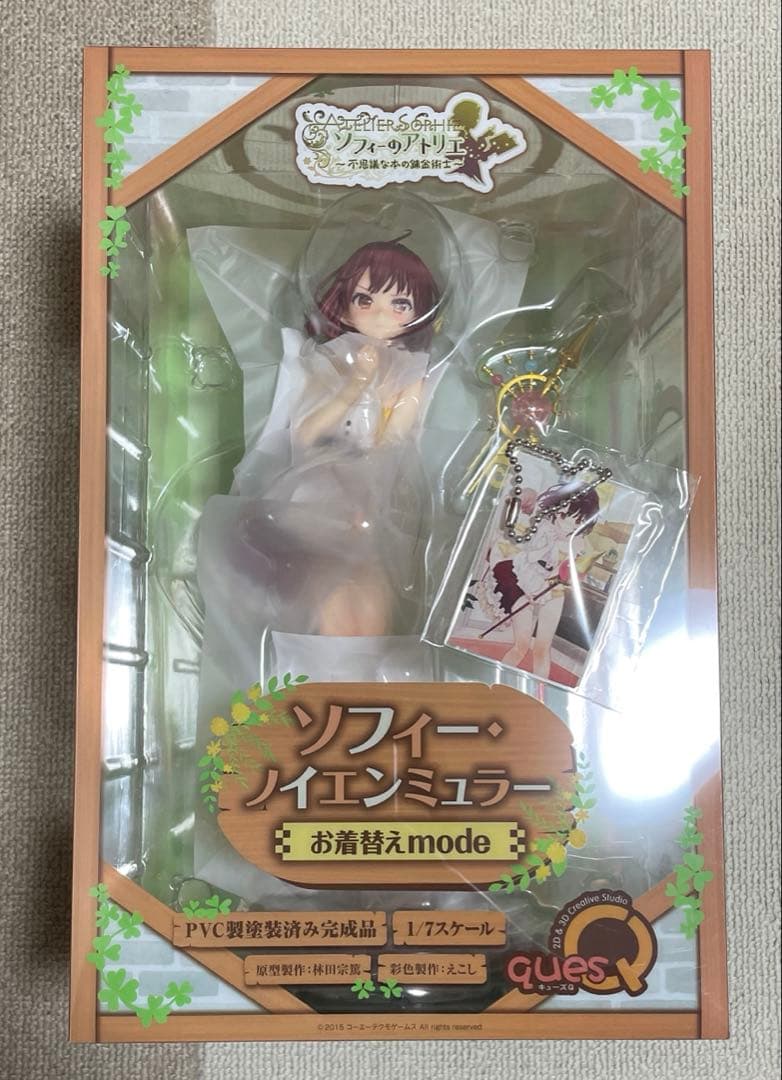 ATELIER SOPHIE
ソフィーのアトリエ
～不思議な本の錬金術士～
ソフィー・
ノイエンミュラー
お着替えmode
PVC製塗装済み完成品
1/7スケール
原型製作：林田宗篤
彩色製作：えこし
2D & 3D Creative Studio
quesQ
キューズQ
©2015 コーエーテクモゲームス All rights reserved